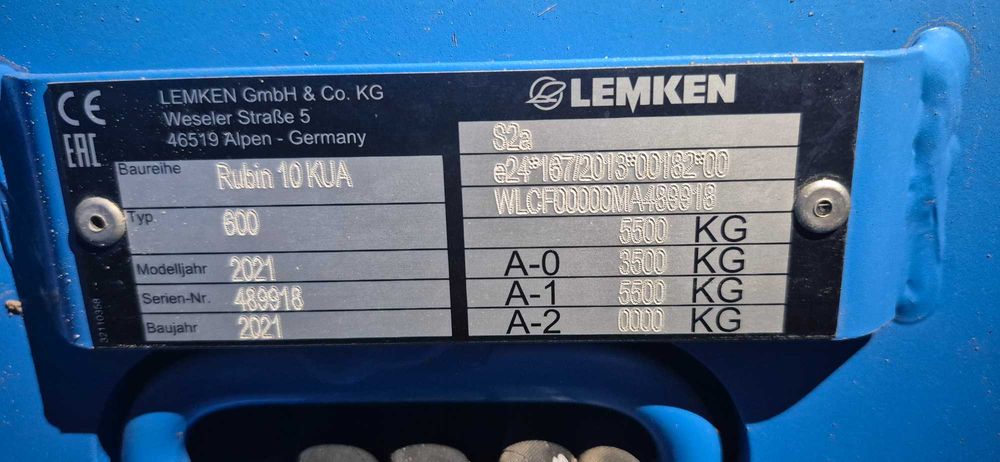 CE
EAC
LEMKEN GmbH & Co. KG
Weseler Straße 5
46519 Alpen - Germany
Baureihe Rubin 10 KUA
Typ. 600
Modelljahr 2021
Serien-Nr. 489918
Baujahr 2021
32110358
LEMKEN
S2a
e24*167/2013*00182*00
WLCF00000MA489918
5500 KG
A-0 3500 KG
A-1 5500 KG
A-2 0000 KG